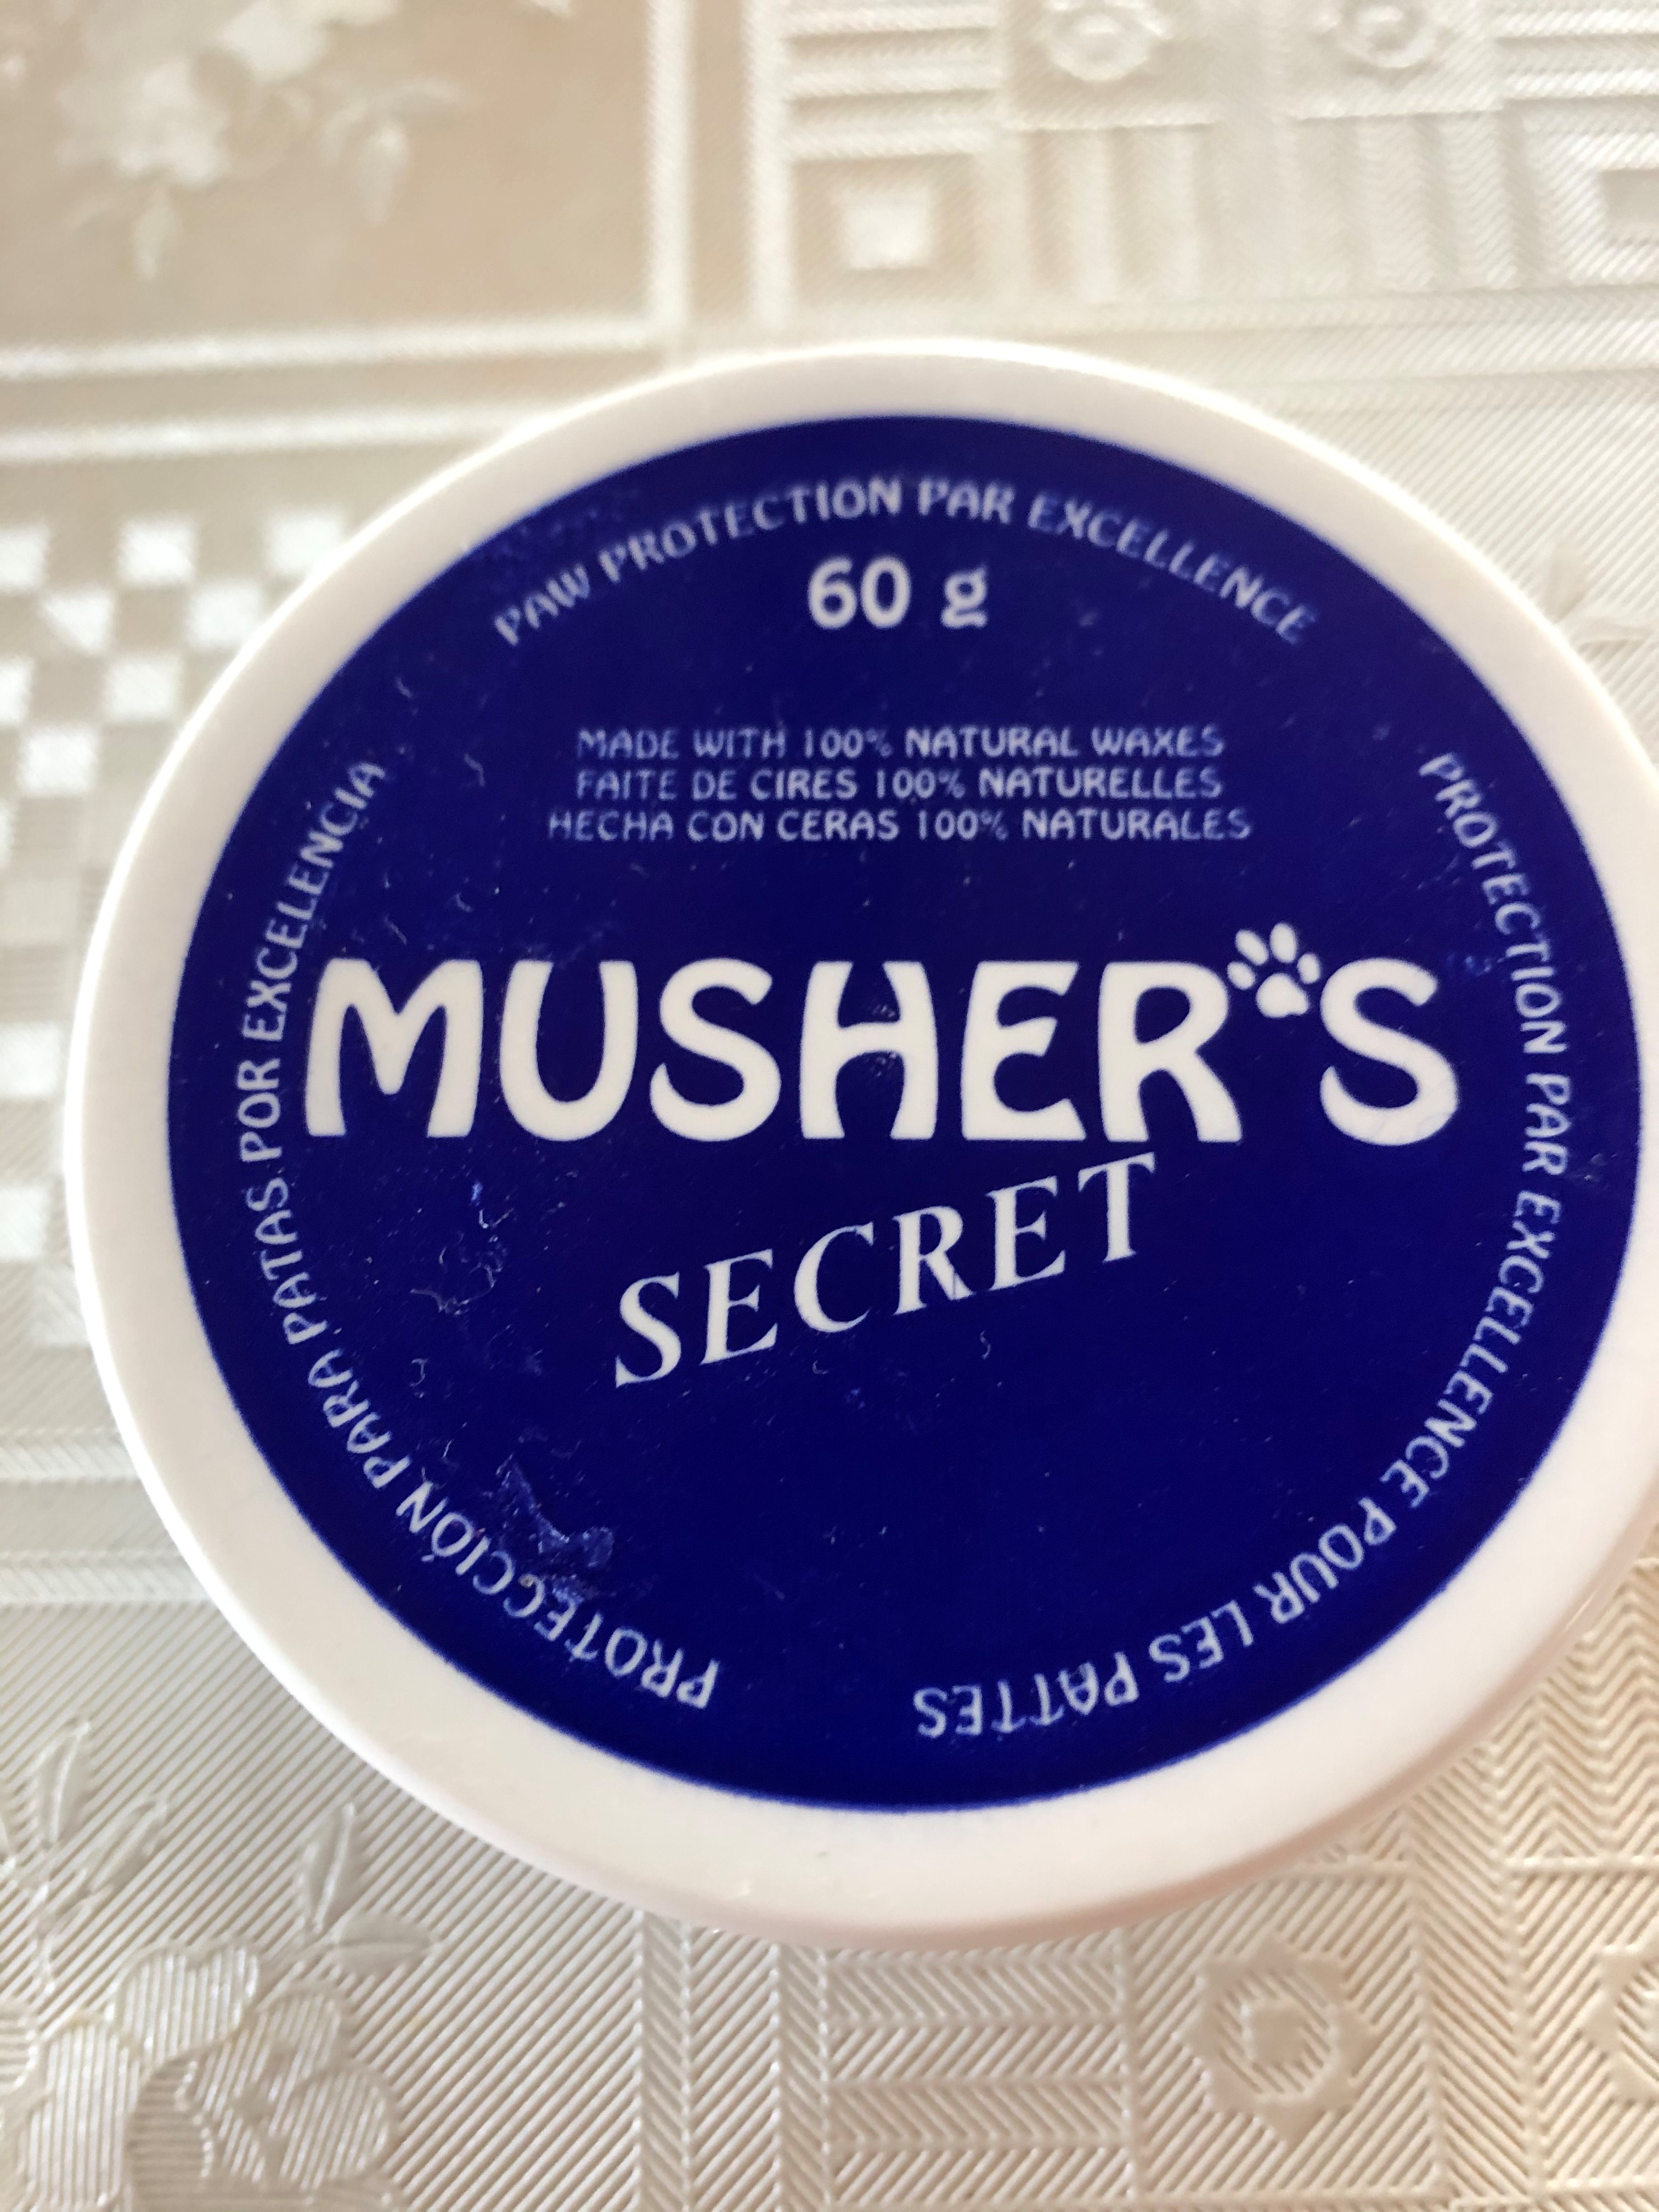 PAW PROTECTION PAR EXCELLENCE
60 g
MADE WITH 100% NATURAL WAXES
FAITE DE CIRES 100% NATURELLES
HECHA CON CERAS 100% NATURALES
MUSHER'S
SECRET
PROTECTION PAR EXCELLENCE POUR LES PATTES
PROTECCIÓN PARA PATAS POR EXCELENCIA